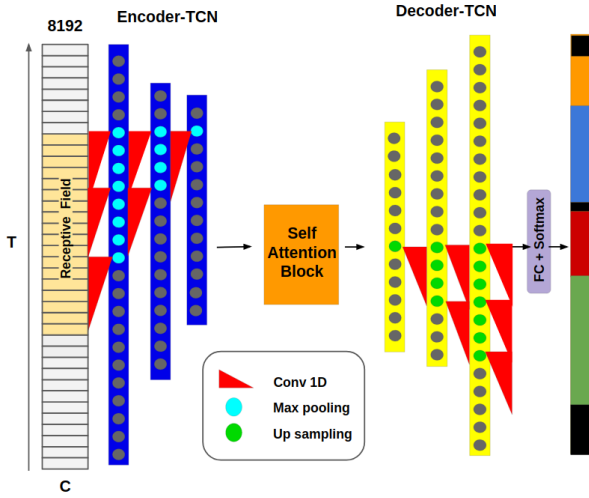 Encoder-TCN
Decoder-TCN
8192
T
Receptive Field
C
Self
Attention
Block
FC + Softmax
Conv 1D
Max pooling
Up sampling